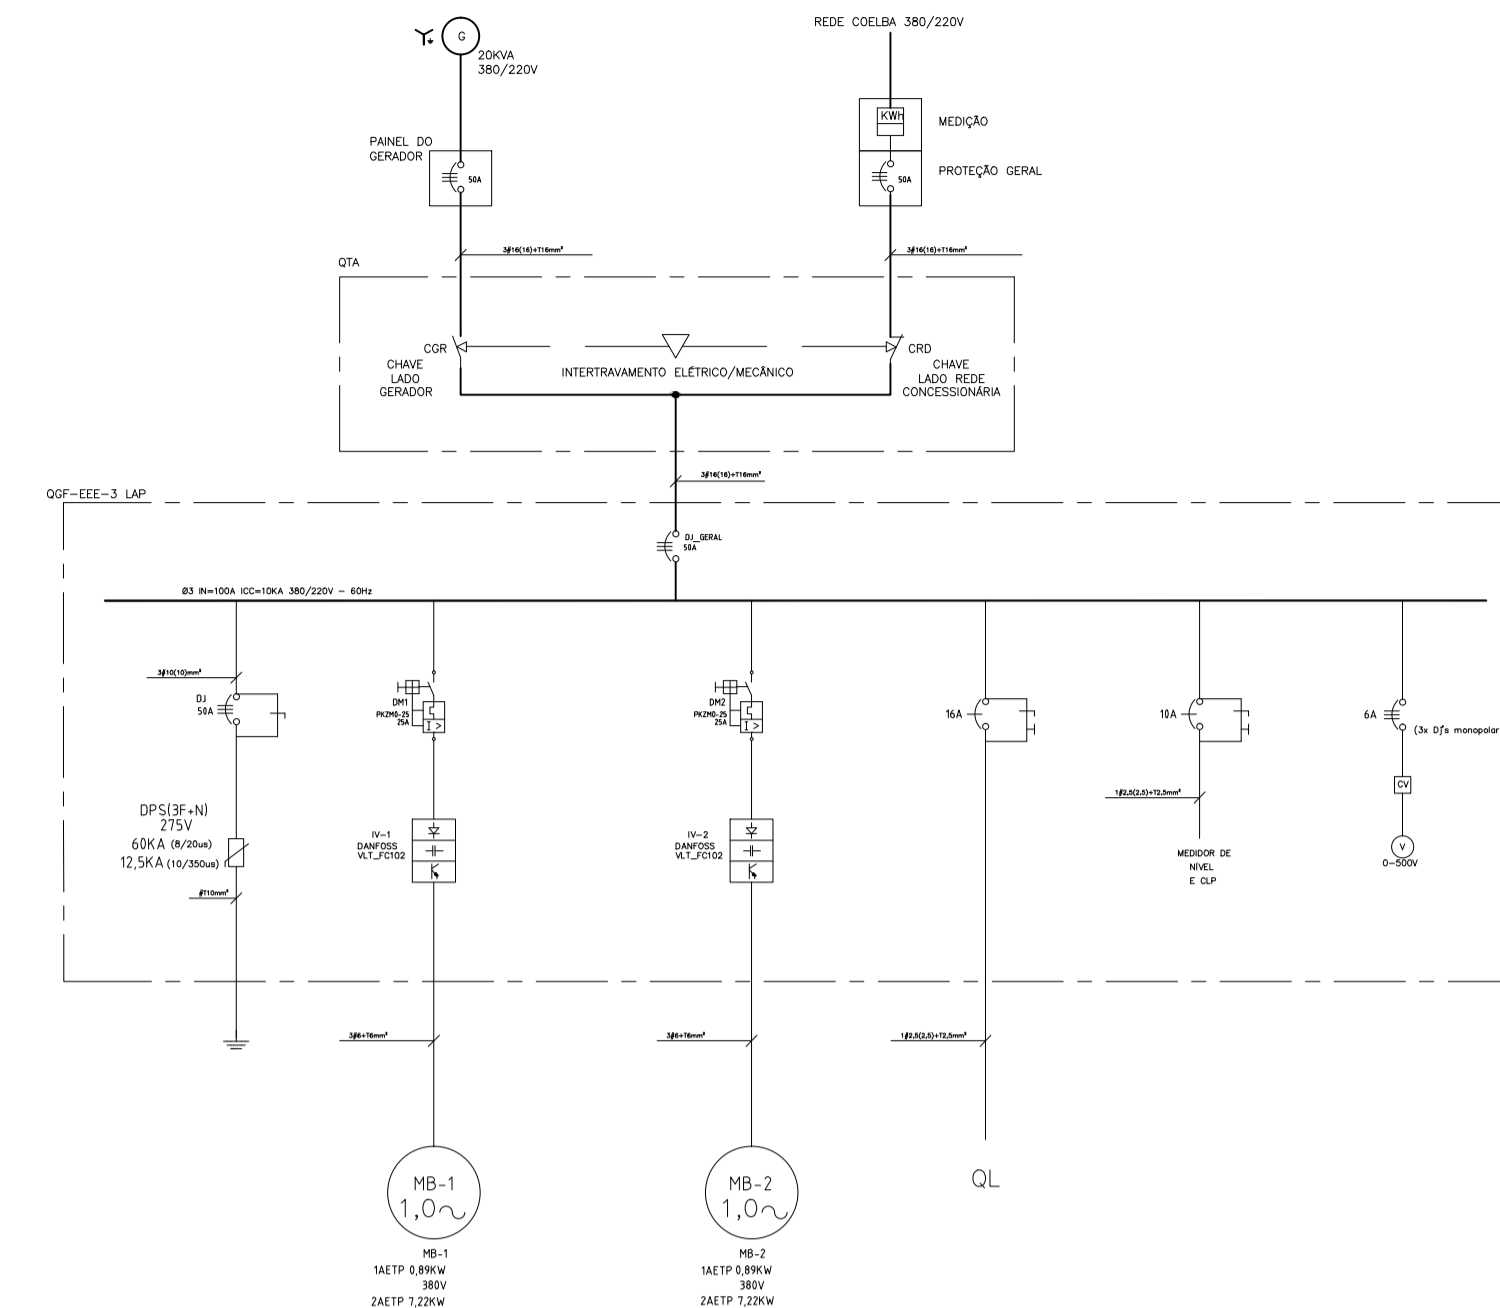 G
20KVA
380/220V
REDE COELBA 380/220V
KWh
MEDIÇÃO
PAINEL DO
GERADOR
50A
50A
PROTEÇÃO GERAL
3#16(16)+T16mm²
3#16(16)+T16mm²
QTA
CGR
CHAVE
LADO
GERADOR
INTERTRAVAMENTO ELÉTRICO/MECÂNICO
CRD
CHAVE
LADO REDE
CONCESSIONÁRIA
3#16(16)+T16mm²
QGF-EEE-3 LAP
DJ_GERAL
50A
Ø3 IN=100A ICC=10KA 380/220V - 60Hz
3#10(10)mm²
DJ
50A
DM1
PKZM0-25
25A
I >
DM2
PKZM0-25
25A
I >
16A
10A
6A
(3x Dj's monopolar
1#2,5(2,5)+T2,5mm²
CV
V
0-500V
DPS(3F+N)
275V
60KA (8/20us)
12,5KA (10/350us)
#T10mm²
IV-1
DANFOSS
VLT_FC102
IV-2
DANFOSS
VLT_FC102
MEDIDOR DE
NÍVEL
E CLP
3#6+T6mm²
3#6+T6mm²
1#2,5(2,5)+T2,5mm²
MB-1
1,0~
MB-2
1,0~
QL
MB-1
1AETP 0,89KW
380V
2AETP 7,22KW
MB-2
1AETP 0,89KW
380V
2AETP 7,22KW